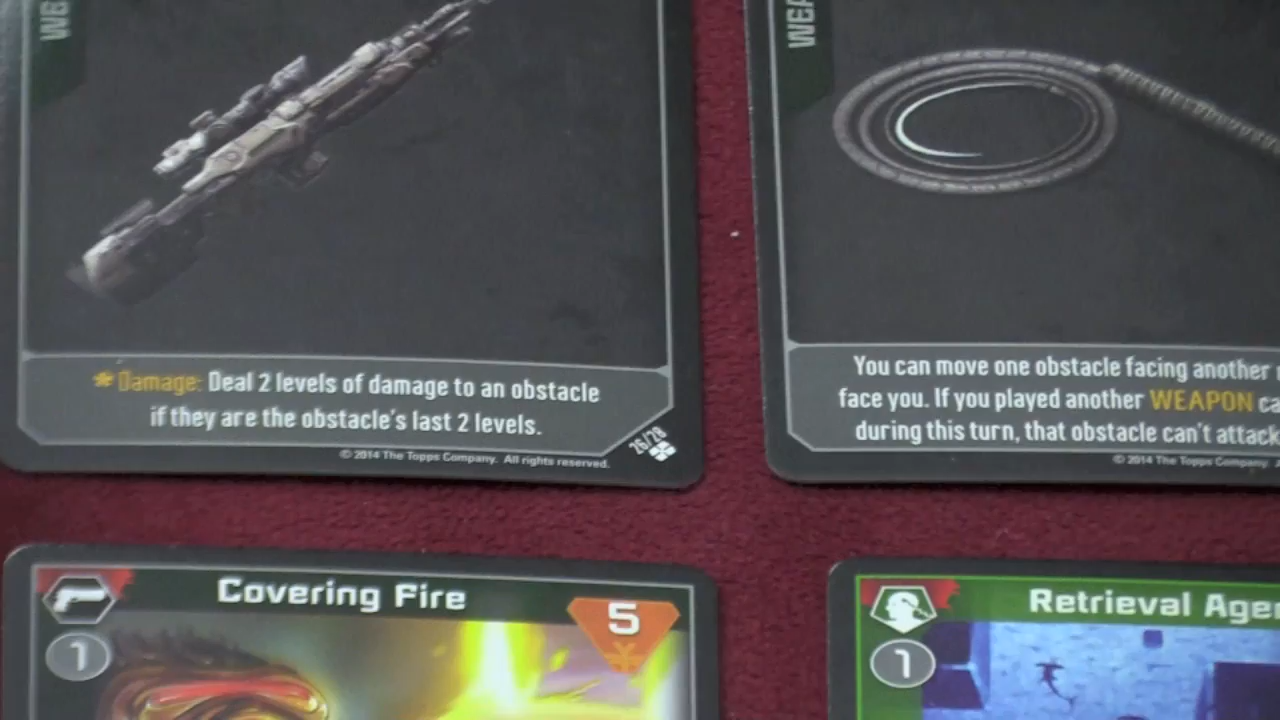 * Damage: Deal 2 levels of damage to an obstacle
if they are the obstacle's last 2 levels.
© 2014 The Topps Company. All rights reserved.
26/28
You can move one obstacle facing another
face you. If you played another WEAPON
during this turn, that obstacle can't attack
© 2014 The Topps Company.
Covering Fire
5
1
Retrieval
1